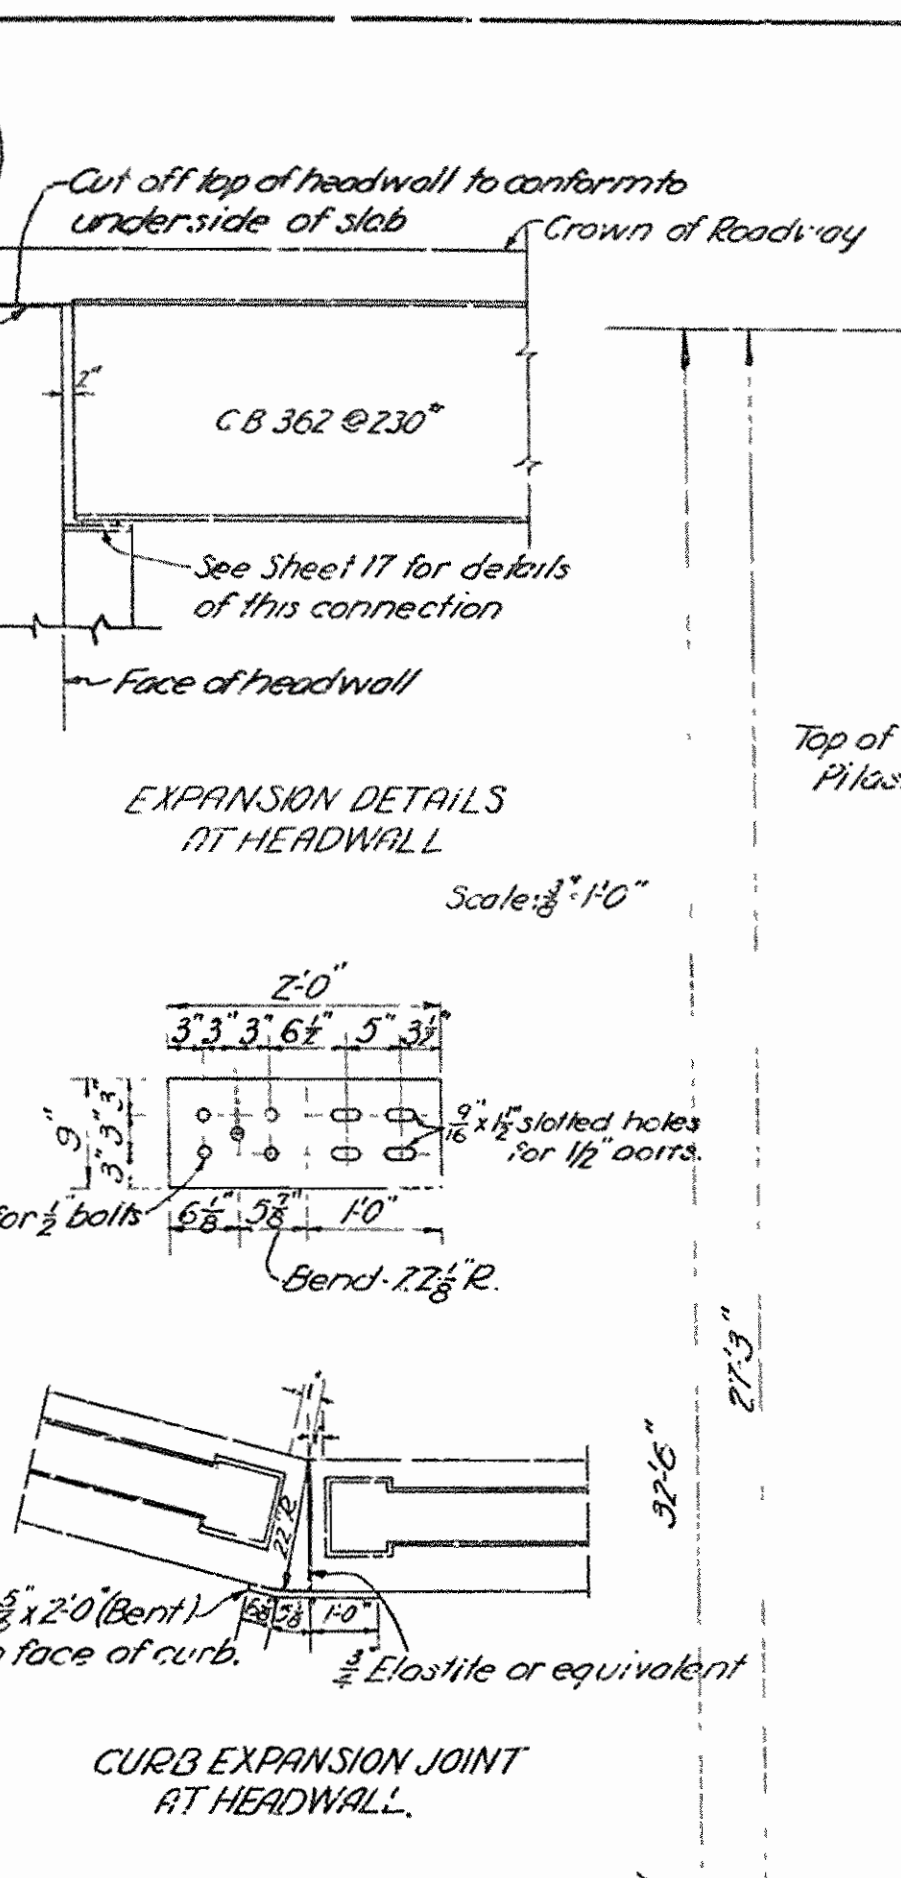 Cut off top of headwall to conform to
underside of slab
Crown of Roadway
2"
CB 362 @ 230#
See Sheet 17 for details
of this connection
Face of headwall
Top of
EXPANSION DETAILS
AT HEADWALL
Scale: 3/8" = 1'-0"
2'-0"
3" 3" 3" 6 1/2" 5" 3 1/2"
9"
3" 3" 3"
9/16" x 1 1/2" slotted holes
for 1/2" bolts.
for 1/2" bolts
6 1/8" 5 7/8" 1'-0"
Bend - 22 1/8" R.
27'-3"
32'-6"
1"
22" R
x 2'-0" (Bent)
face of curb.
6 1/8 5 7/8 1'-0"
3/4" Elastite or equivalent
CURB EXPANSION JOINT
AT HEADWALL.